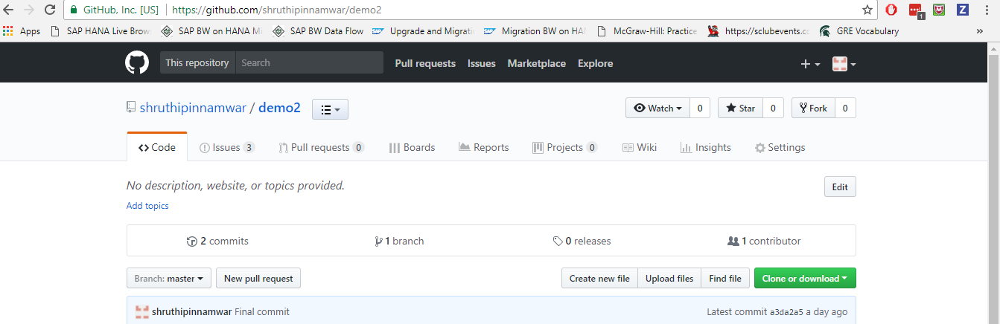 GitHub, Inc. [US] https://github.com/shruthipinnamwar/demo2
Apps SAP HANA Live Brow SAP BW on HANA Mi SAP BW Data Flow Upgrade and Migratio Migration BW on HAN McGraw-Hill: Practice https://sclubevents.co GRE Vocabulary »
1
This repository Search Pull requests Issues Marketplace Explore
shruthipinnamwar / demo2 Watch 0 Star 0 Fork 0
Code Issues 3 Pull requests 0 Boards Reports Projects 0 Wiki Insights Settings
No description, website, or topics provided. Edit
Add topics
2 commits 1 branch 0 releases 1 contributor
Branch: master New pull request Create new file Upload files Find file Clone or download
shruthipinnamwar Final commit Latest commit a3da2a5 a day ago